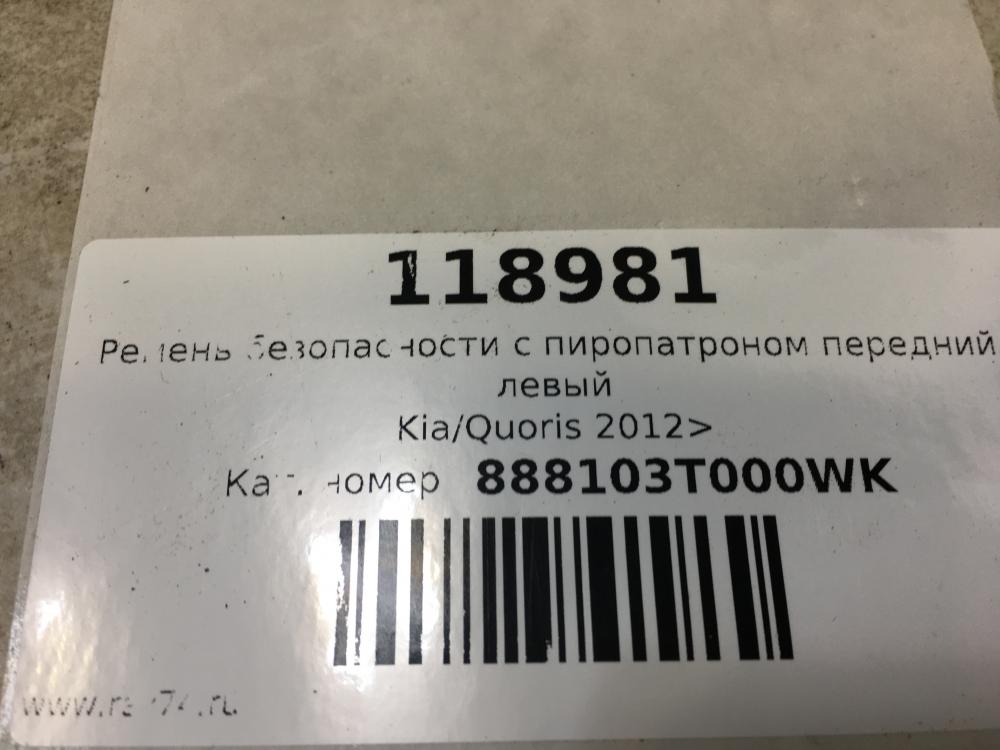 118981
Ремень безопасности с пиропатроном передний
левый
Kia/Quoris 2012>
Кат. номер 888103T000WK